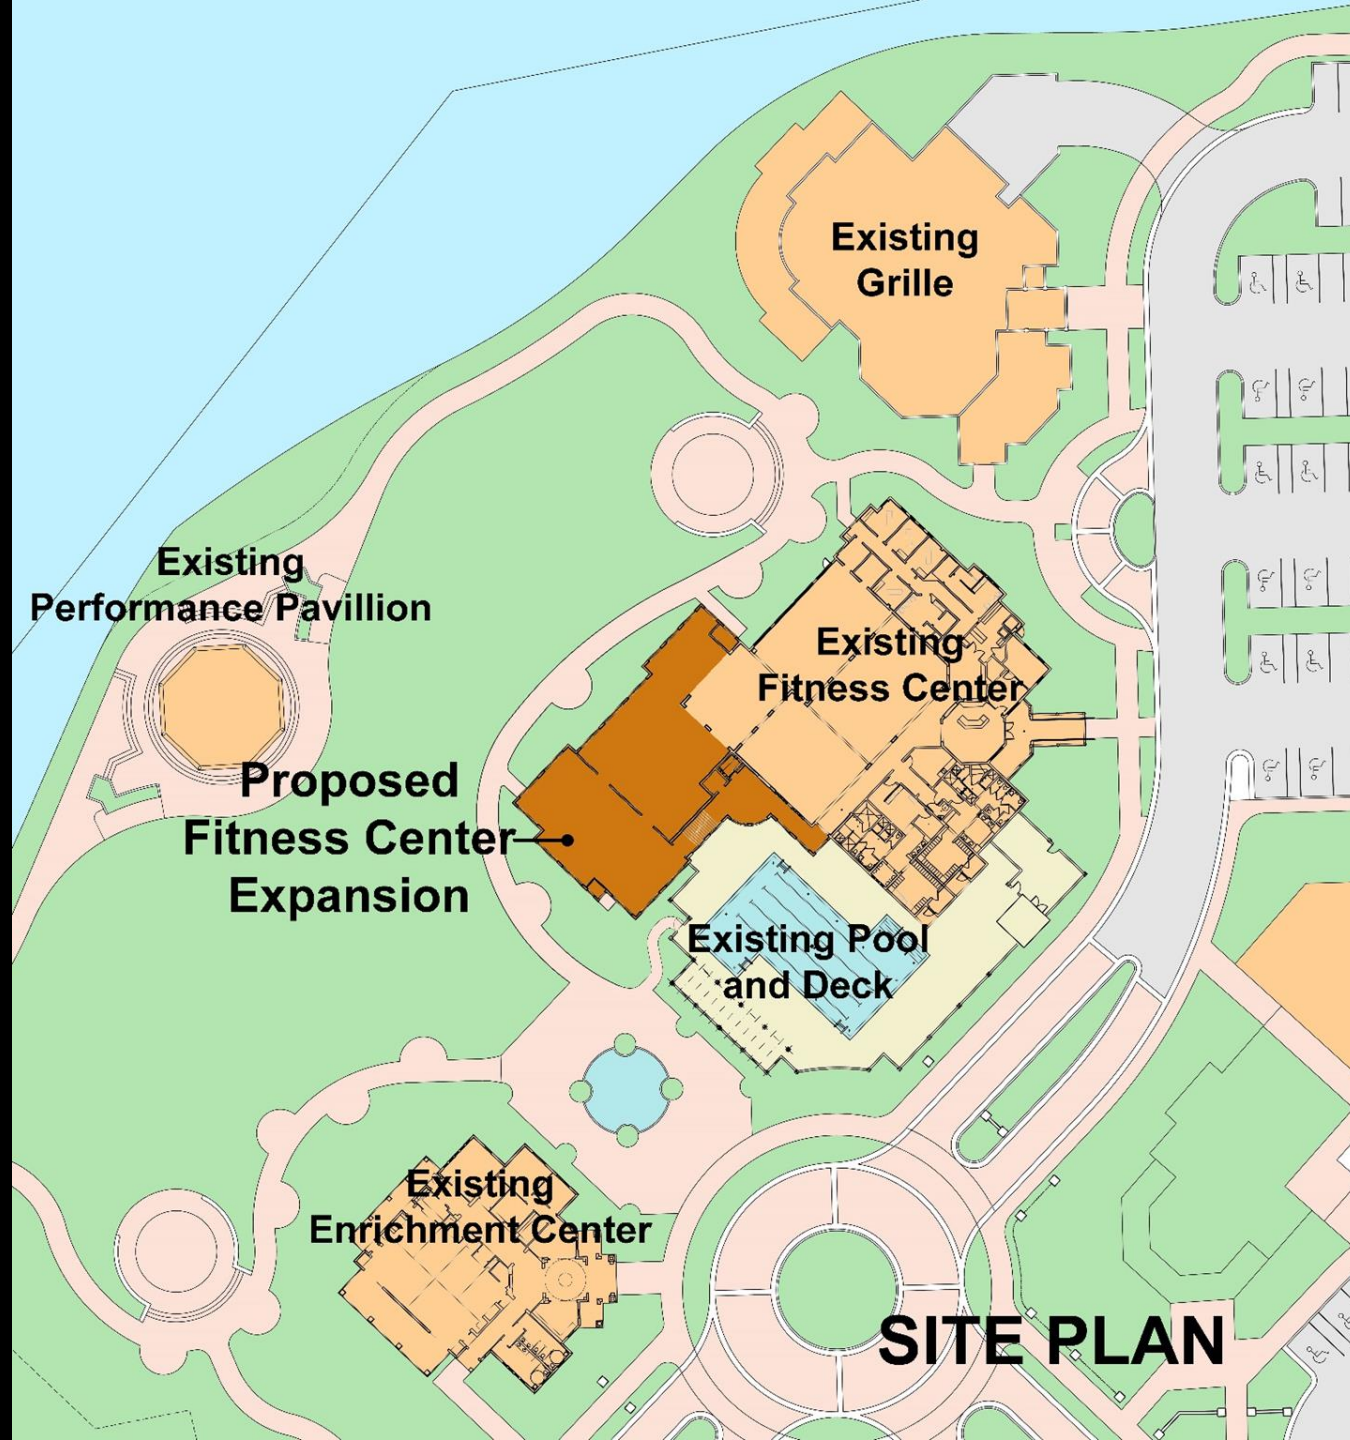 Existing
Grille
Existing
Performance Pavillion
Existing
Fitness Center
Proposed
Fitness Center
Expansion
Existing Pool
and Deck
Existing
Enrichment Center
SITE PLAN